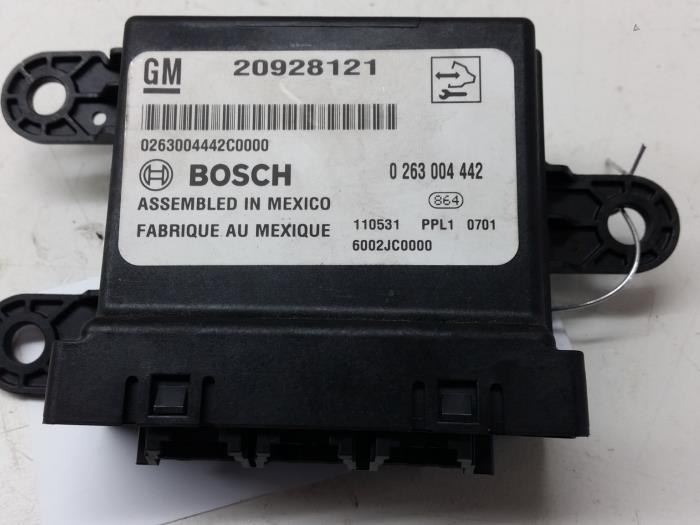 GM 20928121
0263004442C0000
BOSCH 0 263 004 442
ASSEMBLED IN MEXICO 864
FABRIQUE AU MEXIQUE 110531 PPL1 0701
6002JC0000